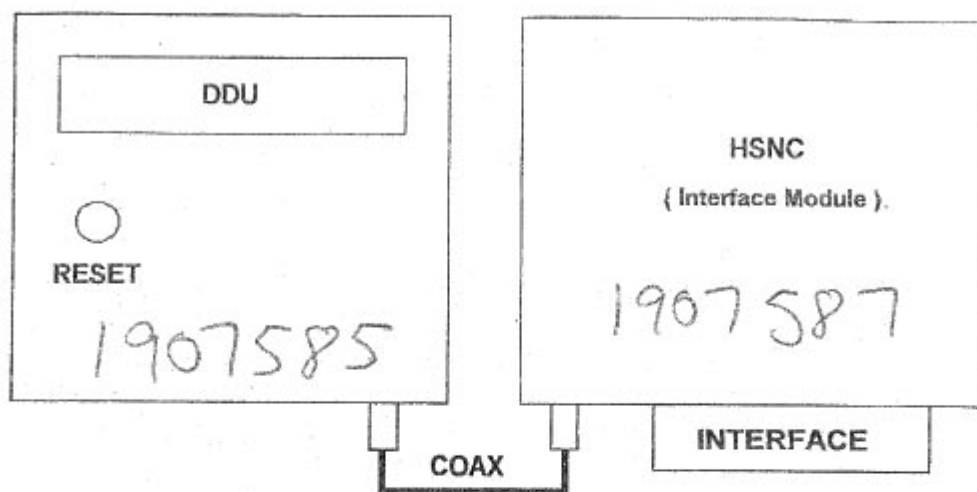 DDU
RESET
1907585
HSNC
( Interface Module ).
1907587
INTERFACE
COAX